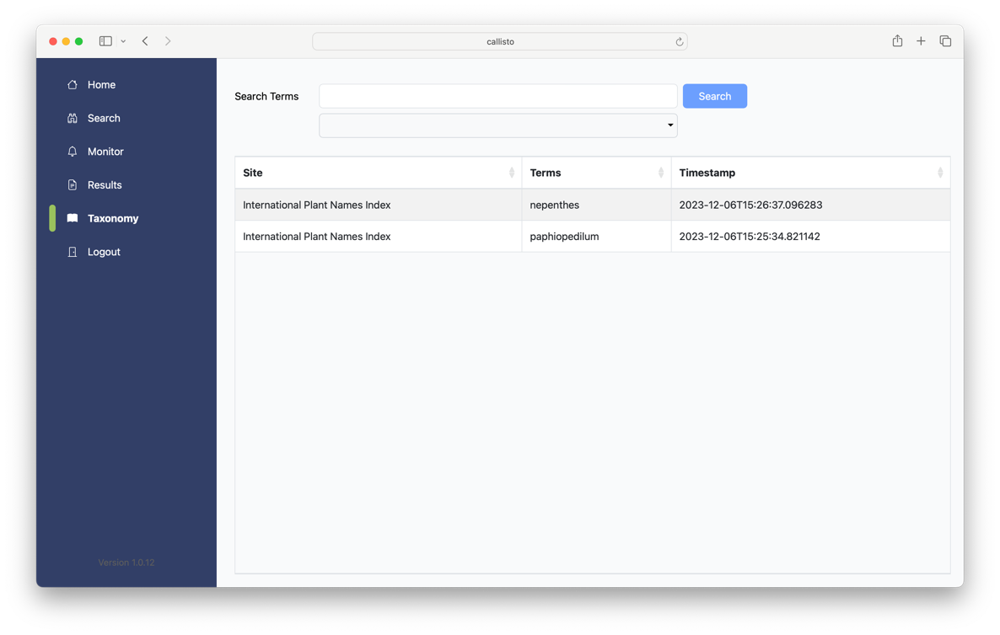 callisto
Home
Search
Monitor
Results
Taxonomy
Logout
Version 1.0.12
Search Terms
Search
Site Terms Timestamp
International Plant Names Index nepenthes 2023-12-06T15:26:37.096283
International Plant Names Index paphiopedilum 2023-12-06T15:25:34.821142